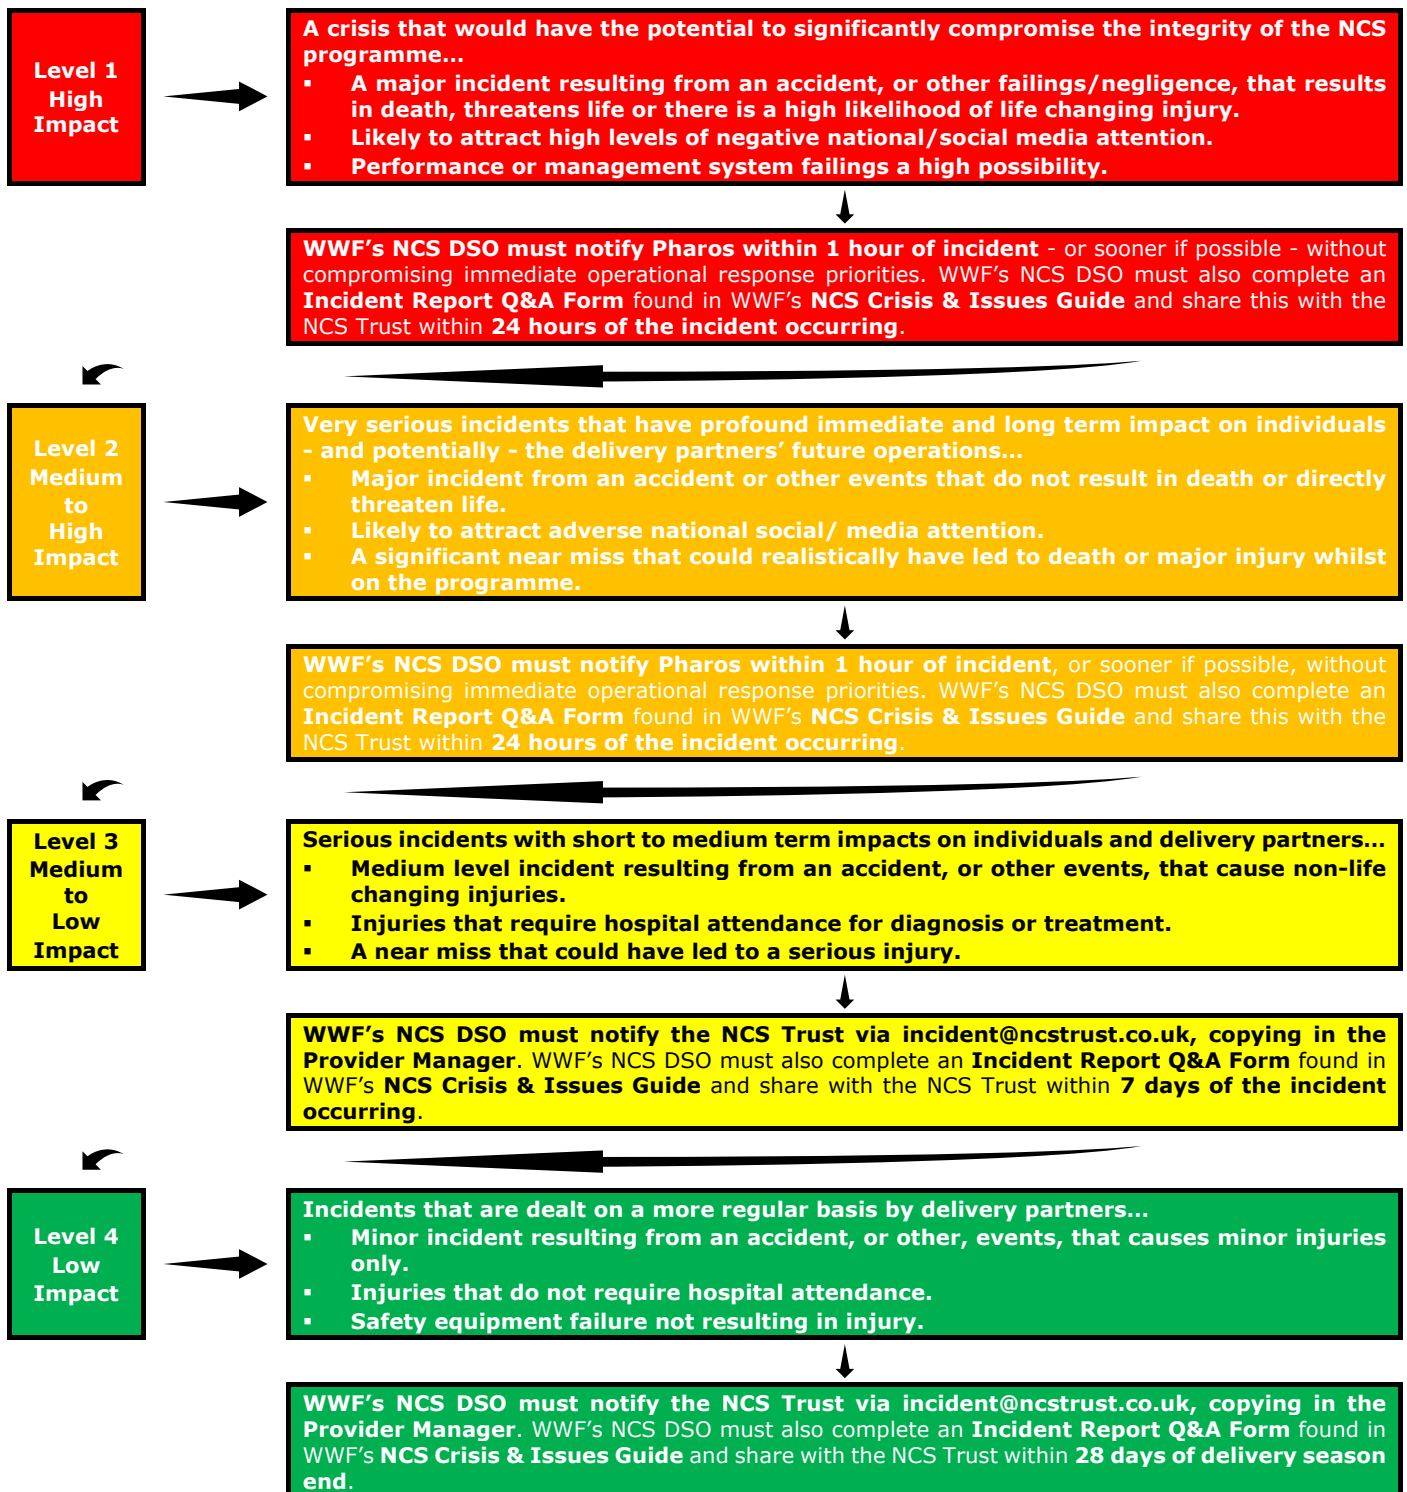 Level 1
High
Impact
A crisis that would have the potential to significantly compromise the integrity of the NCS
programme...
▪ A major incident resulting from an accident, or other failings/negligence, that results
in death, threatens life or there is a high likelihood of life changing injury.
▪ Likely to attract high levels of negative national/social media attention.
▪ Performance or management system failings a high possibility.
WWF’s NCS DSO must notify Pharos within 1 hour of incident - or sooner if possible - without
compromising immediate operational response priorities. WWF’s NCS DSO must also complete an
Incident Report Q&A Form found in WWF’s NCS Crisis & Issues Guide and share this with the
NCS Trust within 24 hours of the incident occurring.
Level 2
Medium
to
High
Impact
Very serious incidents that have profound immediate and long term impact on individuals
- and potentially - the delivery partners’ future operations...
▪ Major incident from an accident or other events that do not result in death or directly
threaten life.
▪ Likely to attract adverse national social/ media attention.
▪ A significant near miss that could realistically have led to death or major injury whilst
on the programme.
WWF’s NCS DSO must notify Pharos within 1 hour of incident, or sooner if possible, without
compromising immediate operational response priorities. WWF’s NCS DSO must also complete an
Incident Report Q&A Form found in WWF’s NCS Crisis & Issues Guide and share this with the
NCS Trust within 24 hours of the incident occurring.
Level 3
Medium
to
Low
Impact
Serious incidents with short to medium term impacts on individuals and delivery partners...
▪ Medium level incident resulting from an accident, or other events, that cause non-life
changing injuries.
▪ Injuries that require hospital attendance for diagnosis or treatment.
▪ A near miss that could have led to a serious injury.
WWF’s NCS DSO must notify the NCS Trust via incident@ncstrust.co.uk, copying in the
Provider Manager. WWF’s NCS DSO must also complete an Incident Report Q&A Form found in
WWF’s NCS Crisis & Issues Guide and share with the NCS Trust within 7 days of the incident
occurring.
Level 4
Low
Impact
Incidents that are dealt on a more regular basis by delivery partners...
▪ Minor incident resulting from an accident, or other, events, that causes minor injuries
only.
▪ Injuries that do not require hospital attendance.
▪ Safety equipment failure not resulting in injury.
WWF’s NCS DSO must notify the NCS Trust via incident@ncstrust.co.uk, copying in the
Provider Manager. WWF’s NCS DSO must also complete an Incident Report Q&A Form found in
WWF’s NCS Crisis & Issues Guide and share with the NCS Trust within 28 days of delivery season
end.